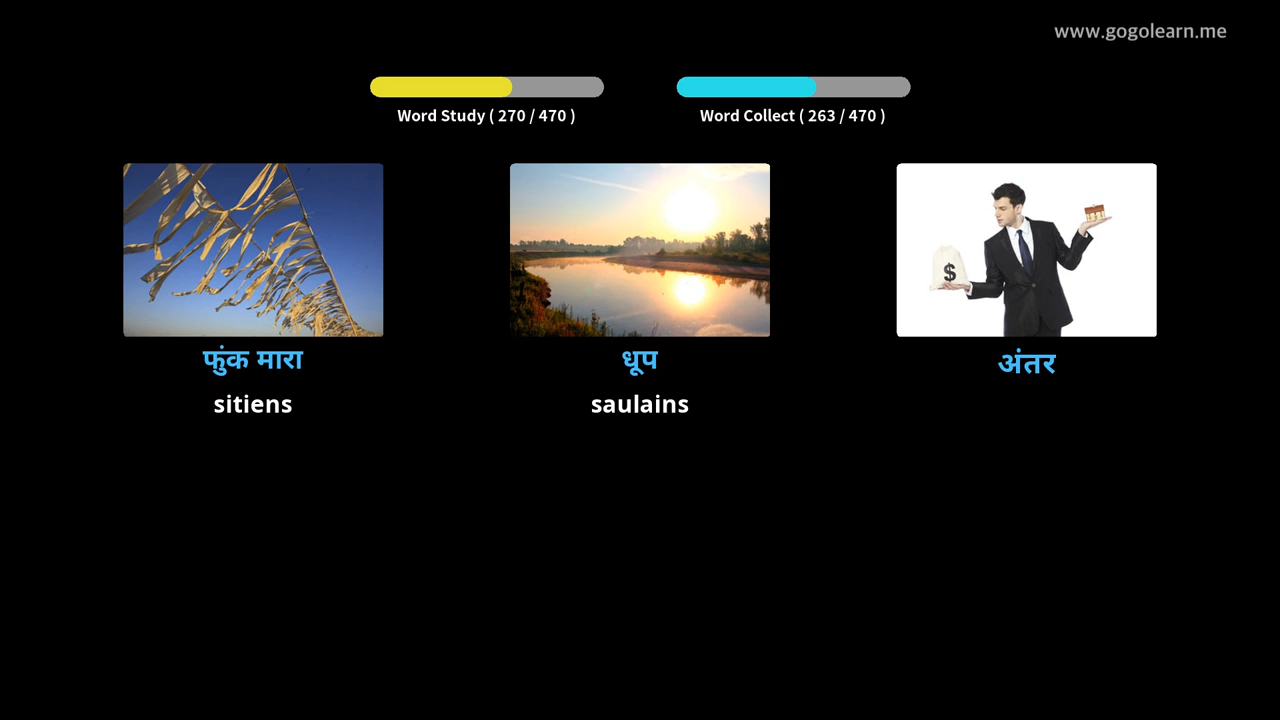 www.gogolearn.me
Word Study ( 270 / 470 )
Word Collect ( 263 / 470 )
फुंक मारा
धूप
अंतर
sitiens
saulains
$